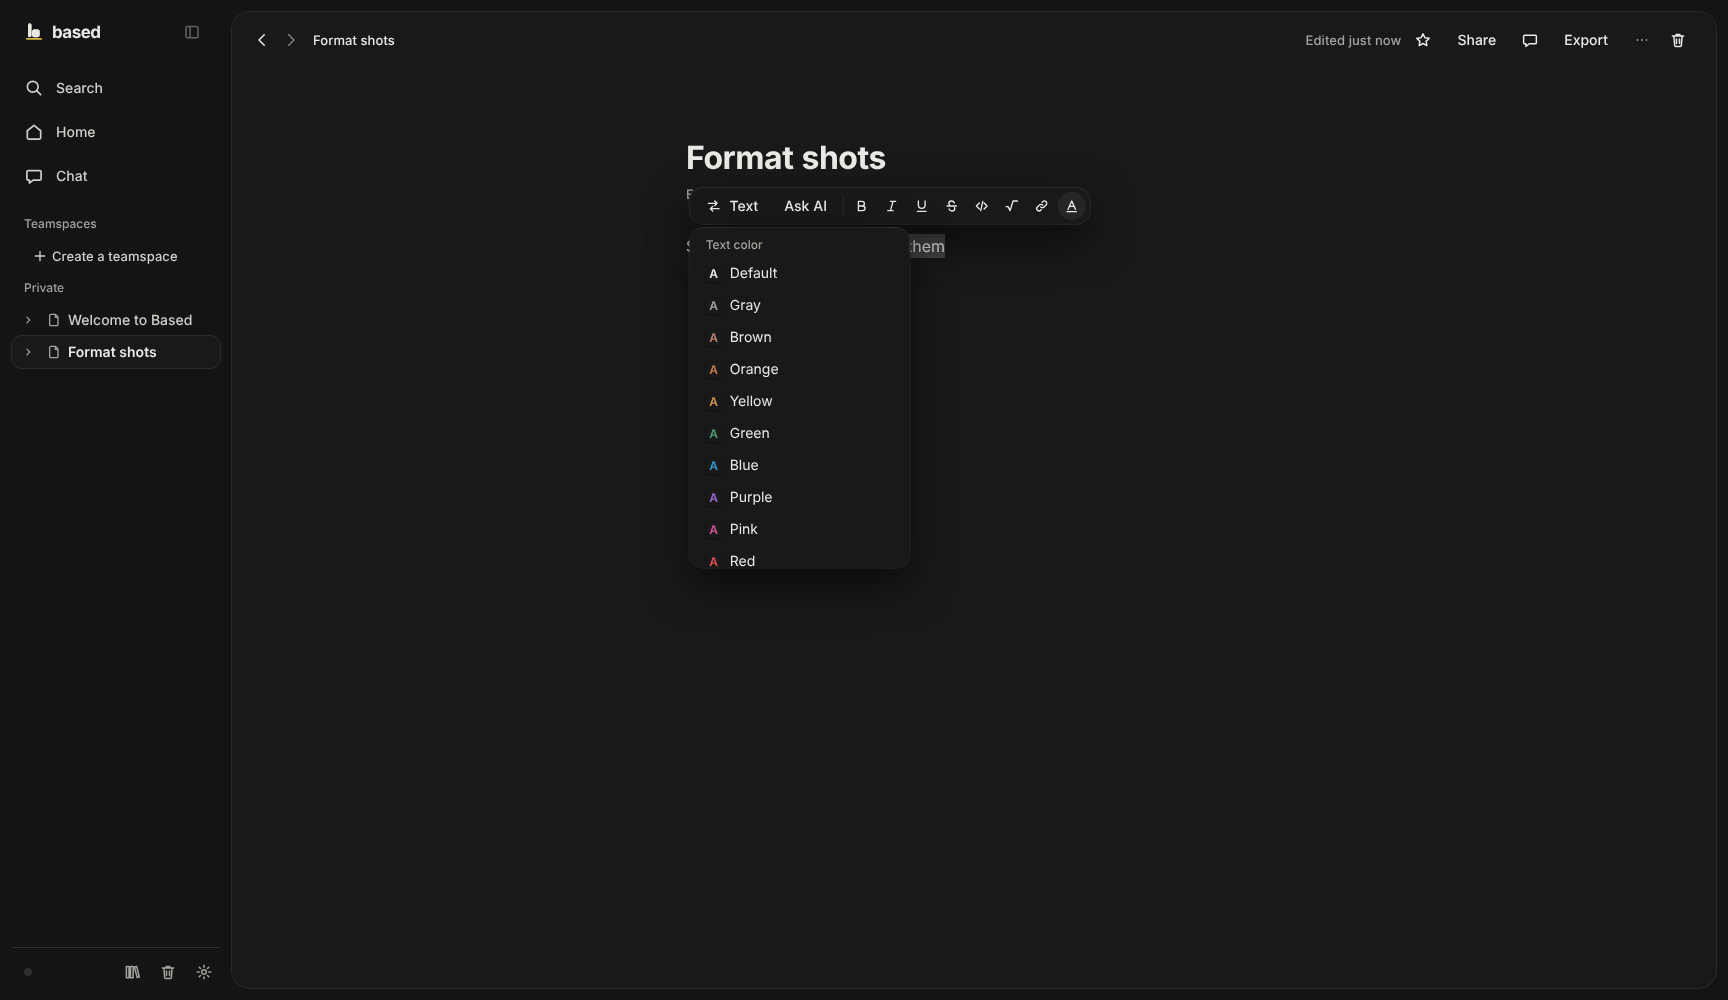 based
Format shots
Edited just now
Share
Export
Search
Home
Chat
Teamspaces
Create a teamspace
Private
Welcome to Based
Format shots
Format shots
Text
Ask AI
them
Text color
A Default
A Gray
A Brown
A Orange
A Yellow
A Green
A Blue
A Purple
A Pink
A Red